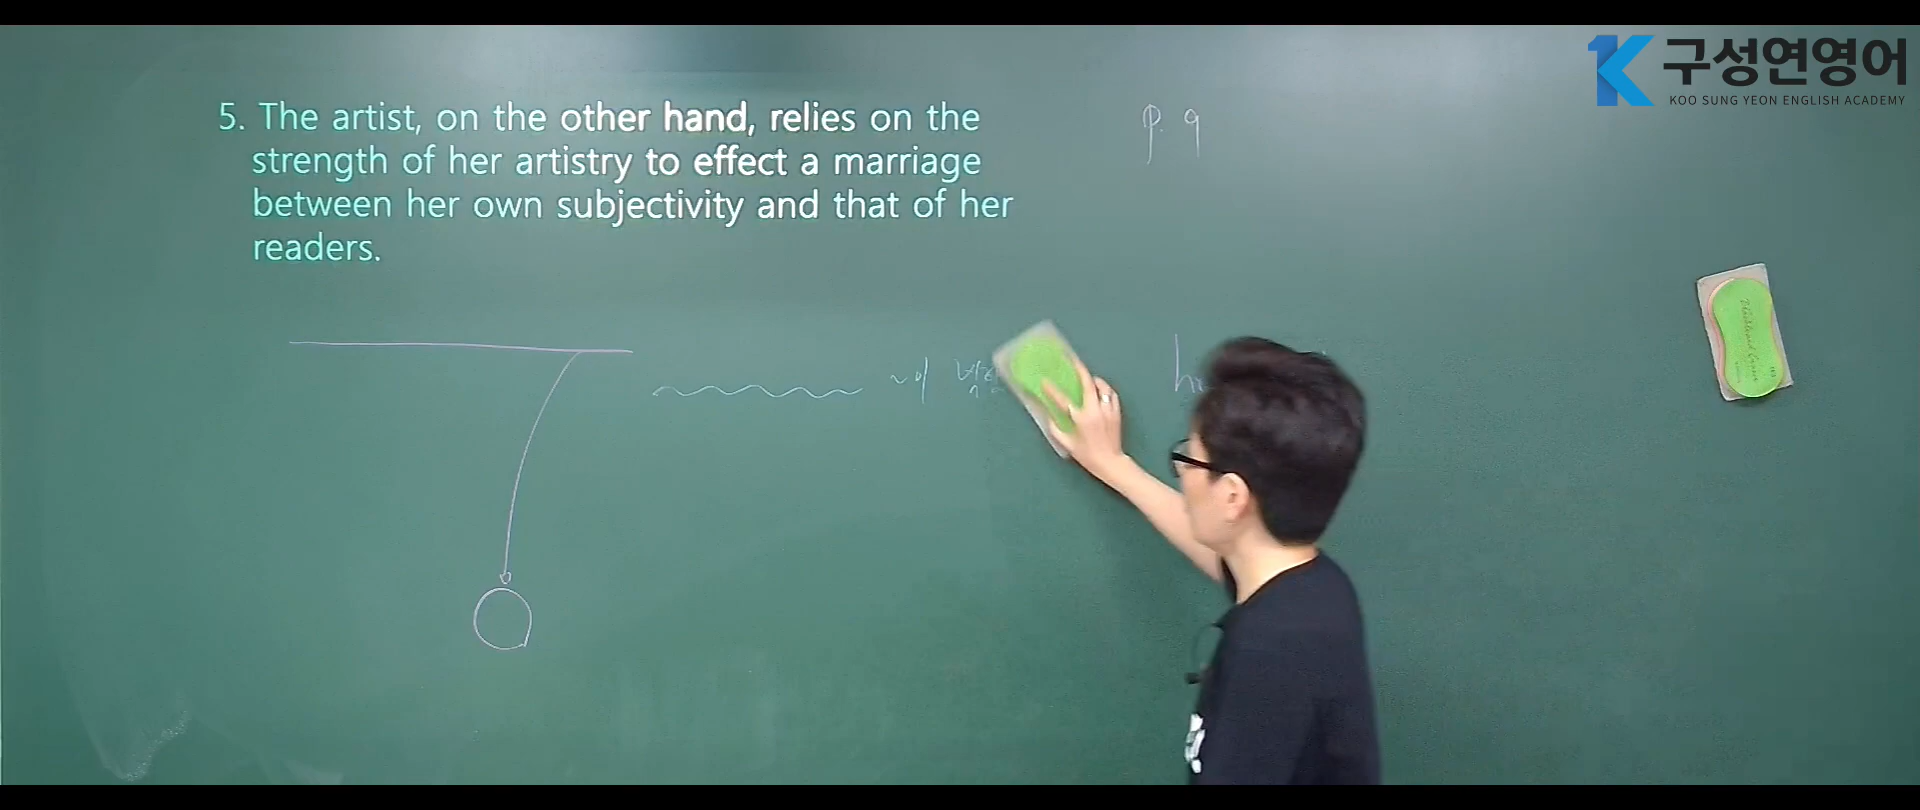 구성연영어
KOO SUNG YEON ENGLISH ACADEMY
5. The artist, on the other hand, relies on the
strength of her artistry to effect a marriage
between her own subjectivity and that of her
readers.
p. 9
~이